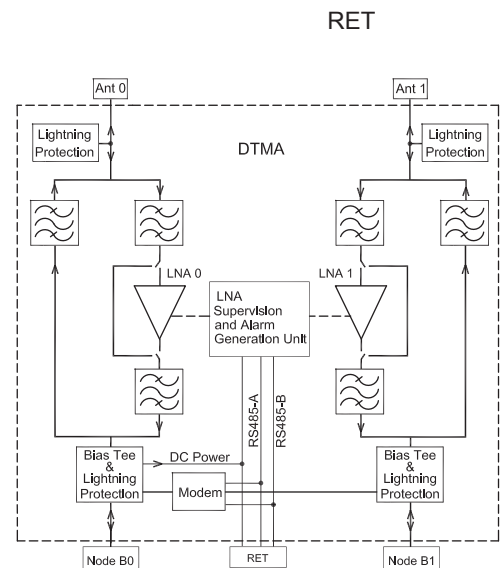 RET
Ant 0
Ant 1
Lightning
Protection
DTMA
Lightning
Protection
LNA 0
LNA 1
LNA
Supervision
and Alarm
Generation Unit
RS485-A
RS485-B
Bias Tee
&
Lightning
Protection
DC Power
Modem
Bias Tee
&
Lightning
Protection
Node B0
RET
Node B1